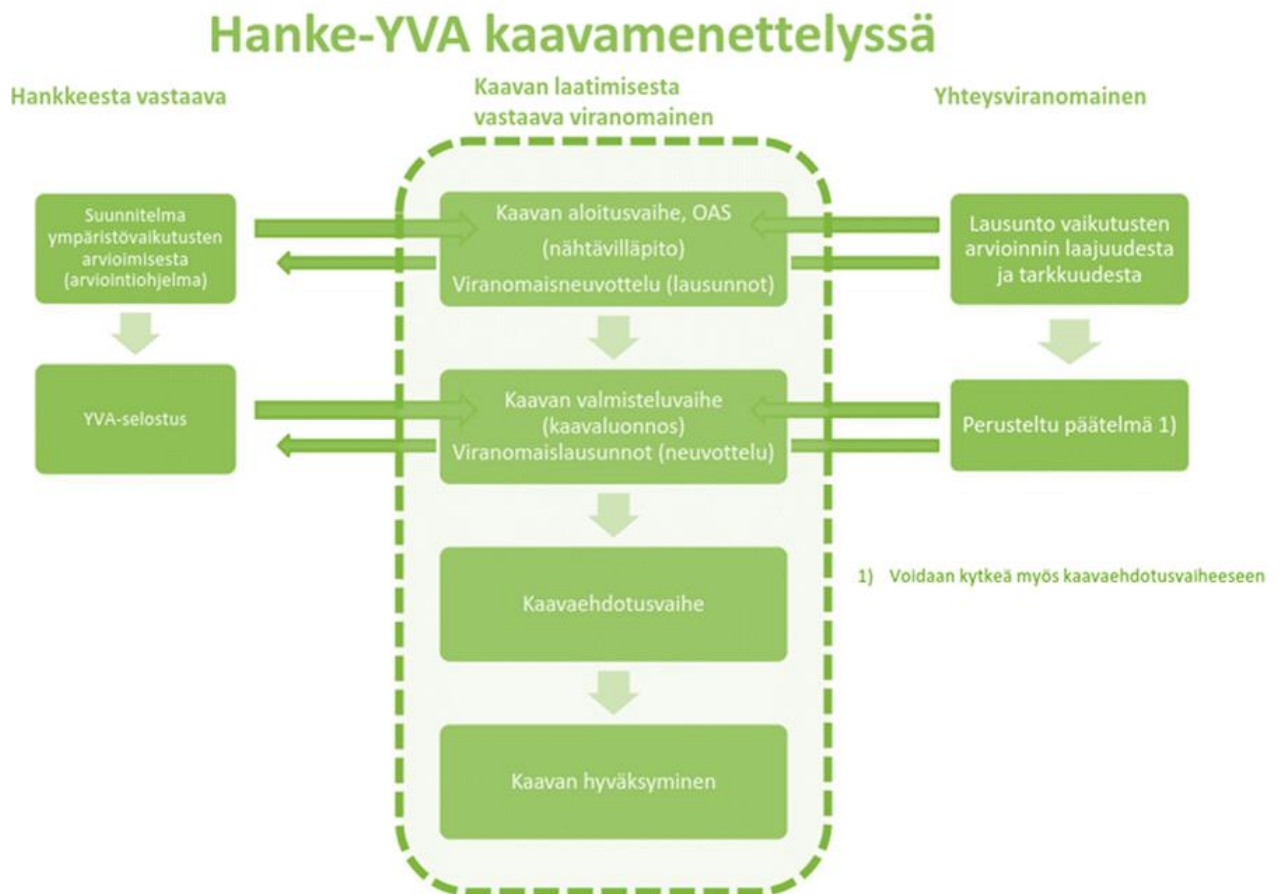 Hanke-YVA kaavamenettelyssä
Hankkeesta vastaava
Kaavan laatimisesta
vastaava viranomainen
Yhteysviranomainen
Suunnitelma
ympäristövaikutusten
arvioimisesta
(arviointiohjelma)
Kaavan aloitusvaihe, OAS
(nähtävilläpito)
Viranomaisneuvottelu (lausunnot)
Lausunto vaikutusten
arvioinnin laajuudesta
ja tarkkuudesta
YVA-selostus
Kaavan valmisteluvaihe
(kaavaluonnos)
Viranomaislausunnot (neuvottelu)
Perusteltu päätelmä 1)
Kaavaehdotusvaihe
1) Voidaan kytkeä myös kaavaehdotusvaiheeseen
Kaavan hyväksyminen